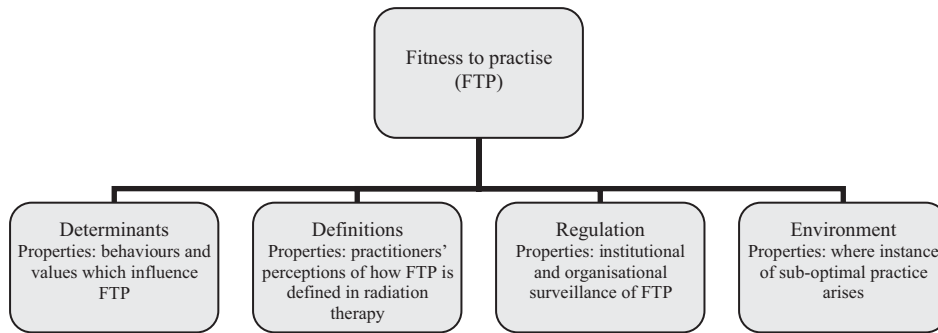 Fitness to practise
(FTP)
Determinants
Properties: behaviours and
values which influence
FTP
Definitions
Properties: practitioners’
perceptions of how FTP is
defined in radiation
therapy
Regulation
Properties: institutional
and organisational
surveillance of FTP
Environment
Properties: where instance
of sub-optimal practice
arises